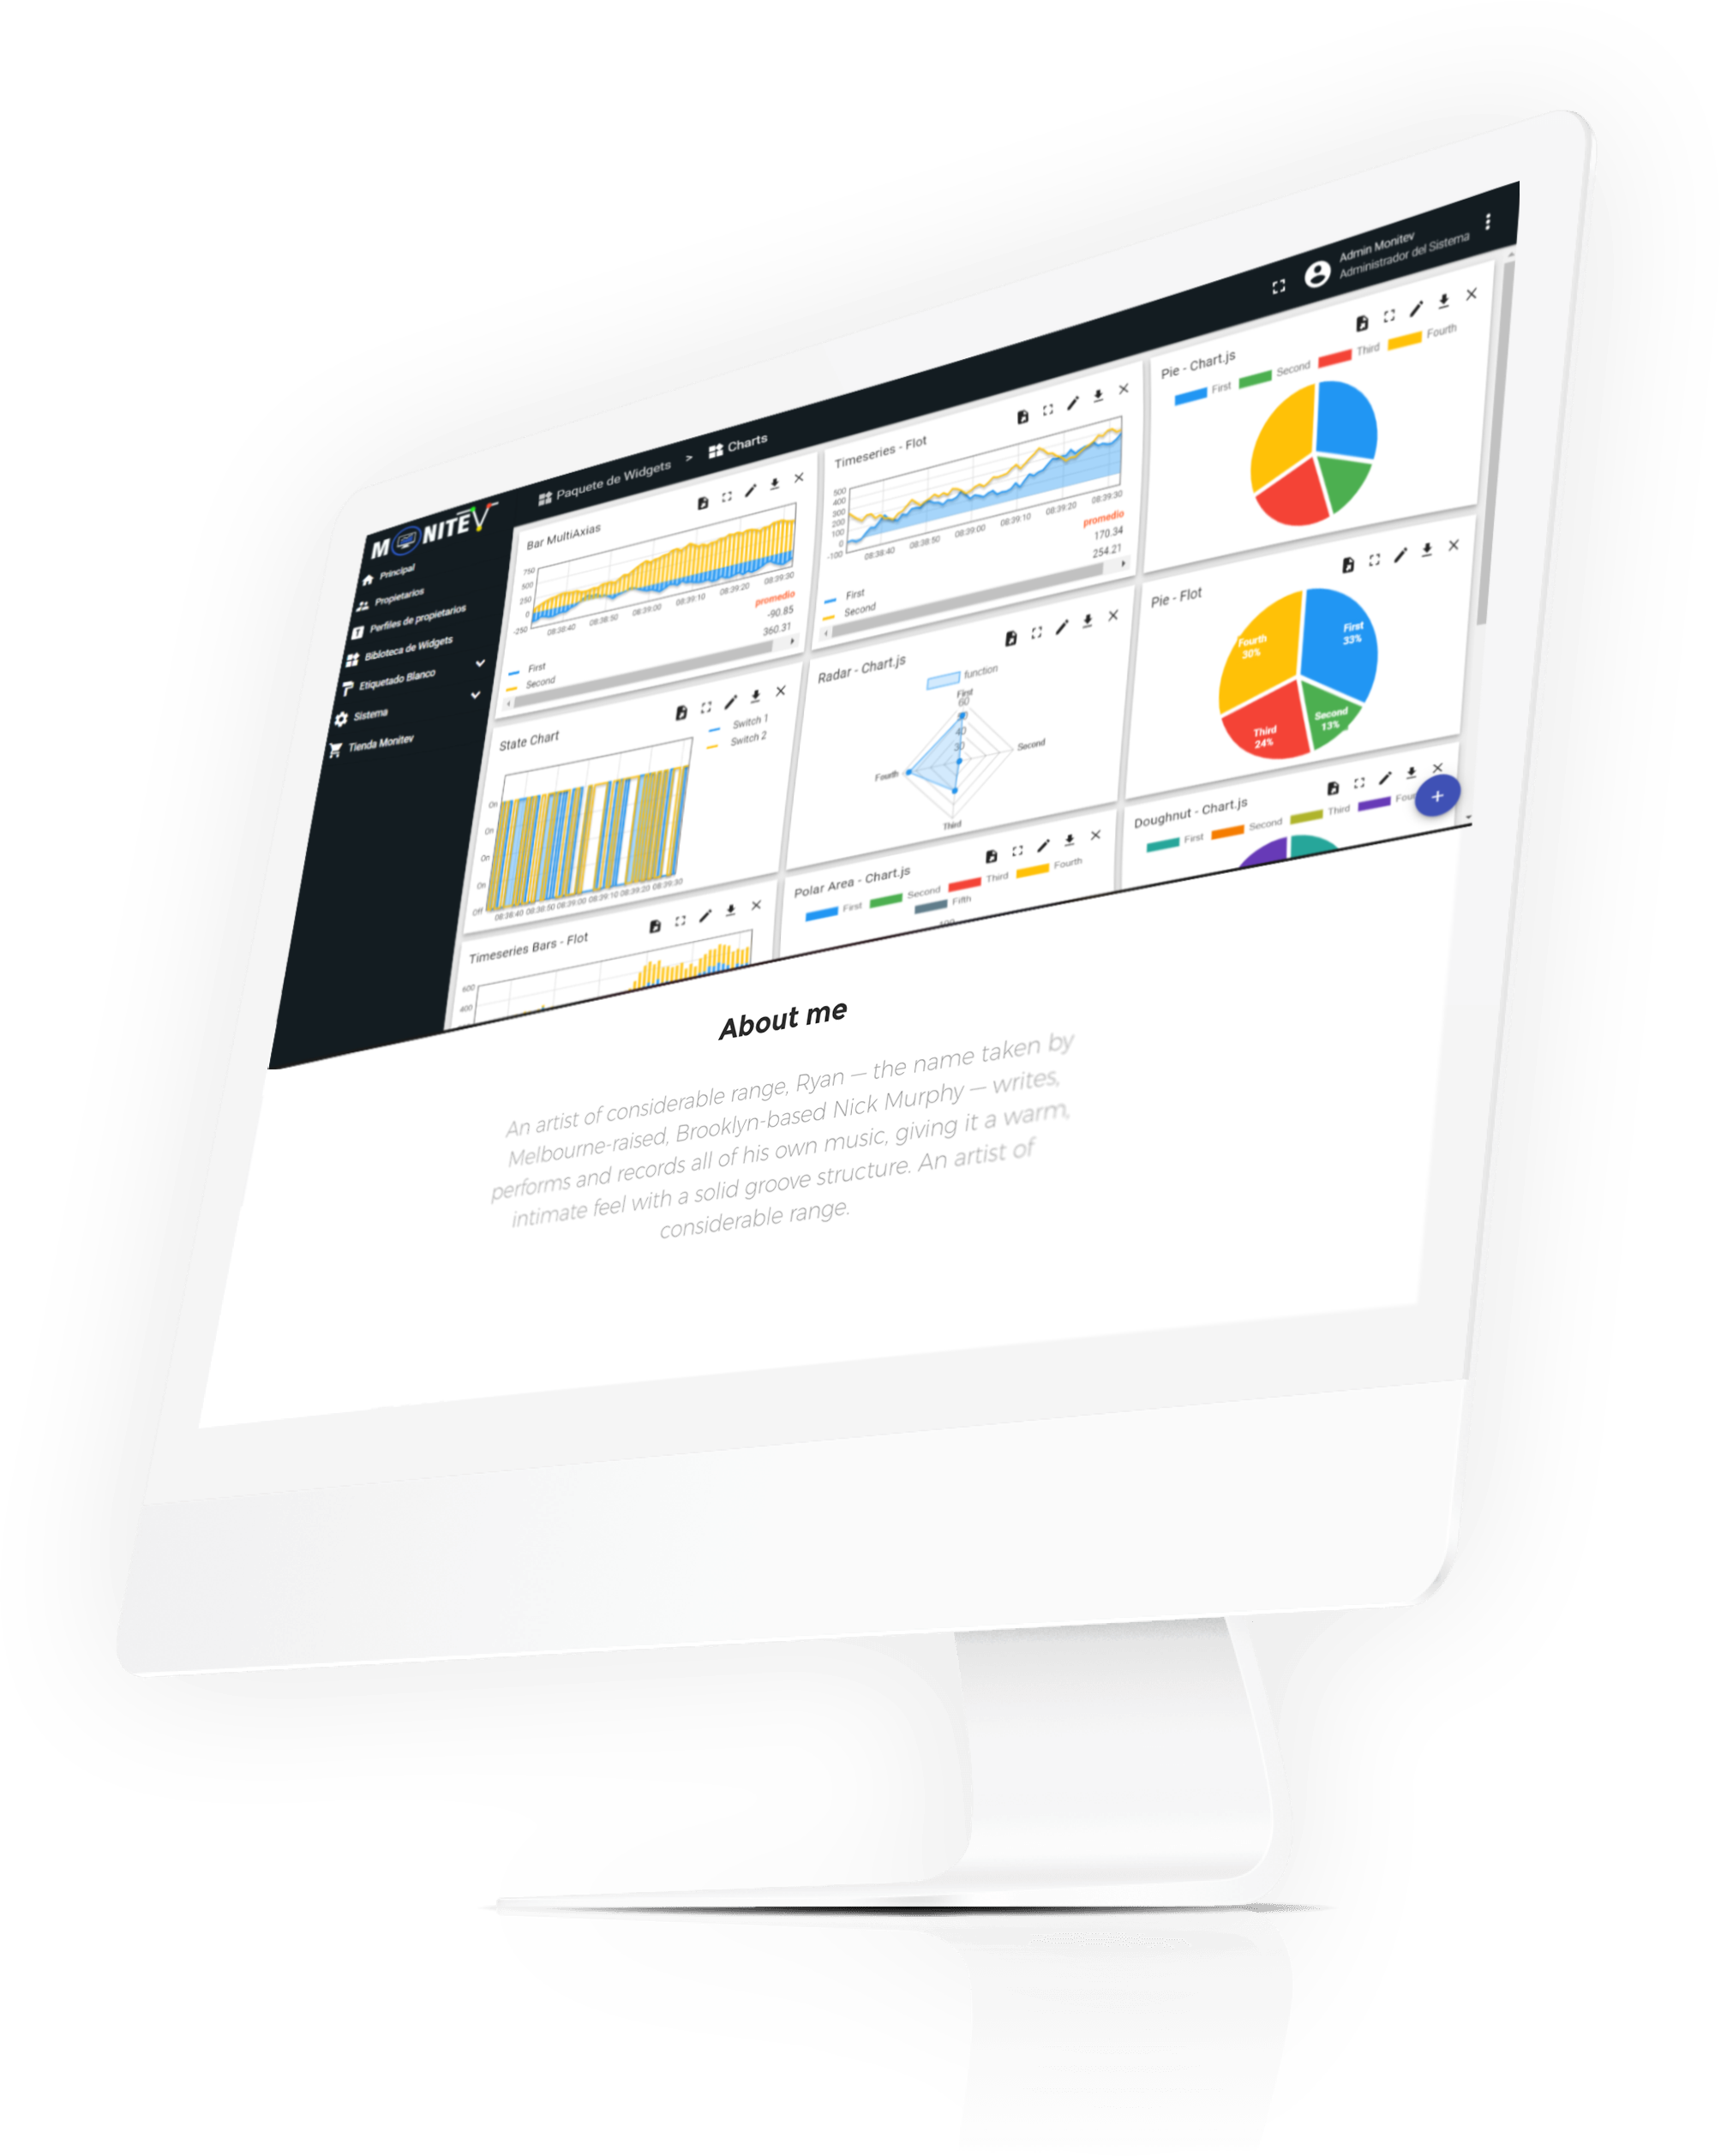 Admin Monitev
Administrador del Sistema
Paquete de Widgets > Charts
MONITEV
Principal
Propietarios
Perfiles de propietarios
Bibloteca de Widgets
Etiquetado Blanco
Sistema
Tienda Monitev
Bar MultiAxias
750
500
250
0
-250
08:38:40 08:38:50 08:39:00 08:39:10 08:39:20 08:39:30
promedio
First -90.85
Second 360.31
Timeseries - Flot
500
400
300
200
100
0
-100
08:38:40 08:38:50 08:39:00 08:39:10 08:39:20 08:39:30
promedio
First 170.34
Second 254.21
Pie - Chart.js
First Second Third Fourth
State Chart
Switch 1
Switch 2
On
On
On
On
Off
08:38:40 08:38:50 08:39:00 08:39:10 08:39:20 08:39:30
Radar - Chart.js
function
First
60
40
30
Second
Fourth
Third
Pie - Flot
Fourth
30%
First
33%
Second
13%
Third
24%
Timeseries Bars - Flot
600
400
Polar Area - Chart.js
First Second Third Fourth
Fifth
Doughnut - Chart.js
First Second Third
About me
An artist of considerable range, Ryan — the name taken by
Melbourne-raised, Brooklyn-based Nick Murphy — writes,
performs and records all of his own music, giving it a warm,
intimate feel with a solid groove structure. An artist of
considerable range.